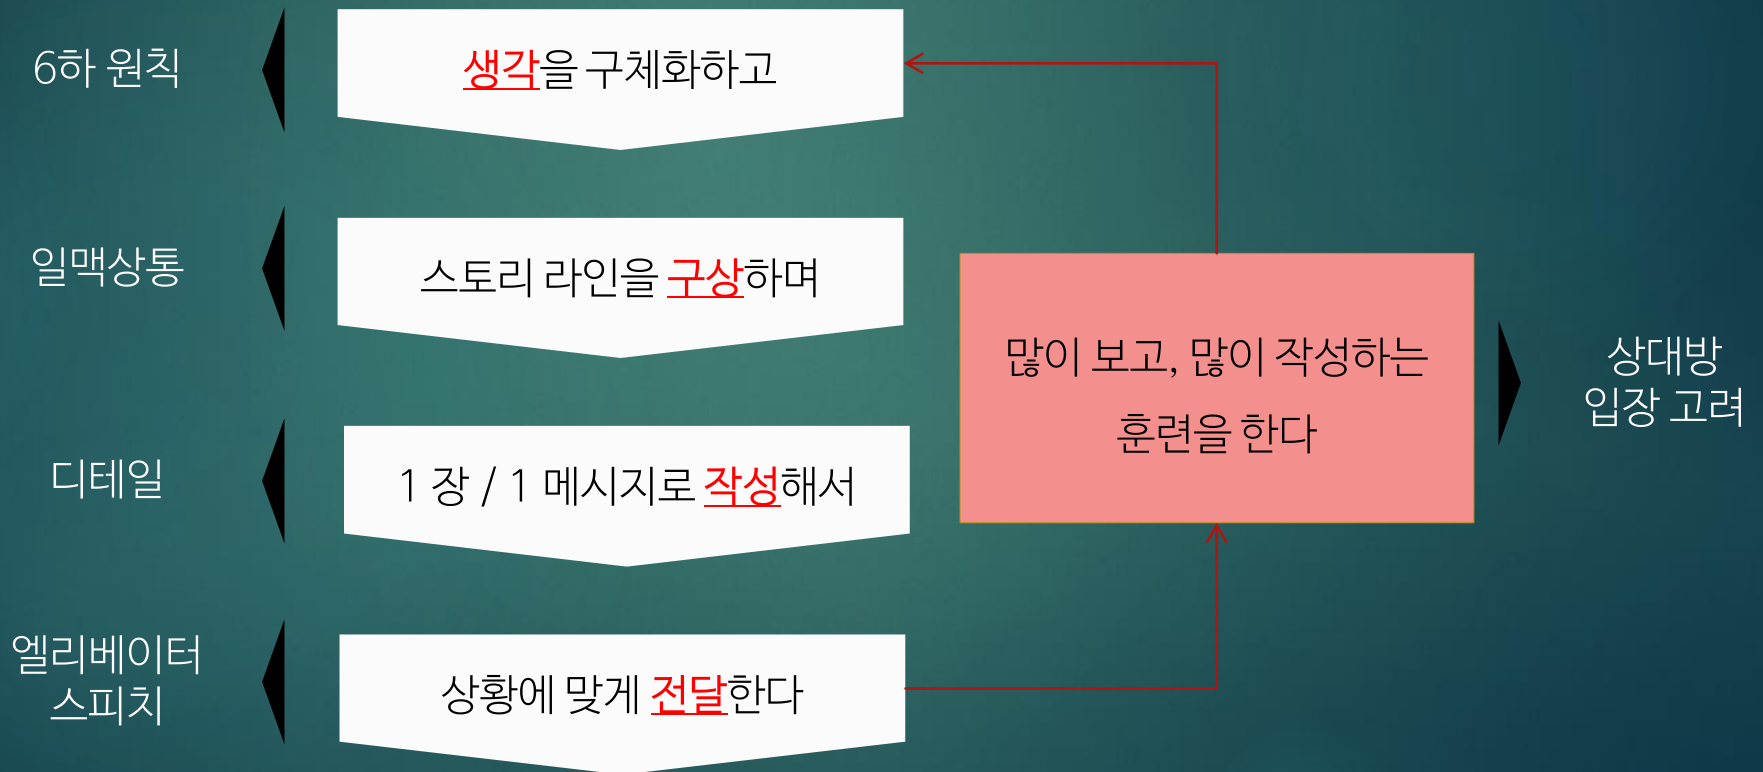 6하 원칙
생각을 구체화하고
일맥상통
스토리 라인을 구상하며
디테일
1 장 / 1 메시지로 작성해서
엘리베이터
스피치
상황에 맞게 전달한다
많이 보고, 많이 작성하는
훈련을 한다
상대방
입장 고려